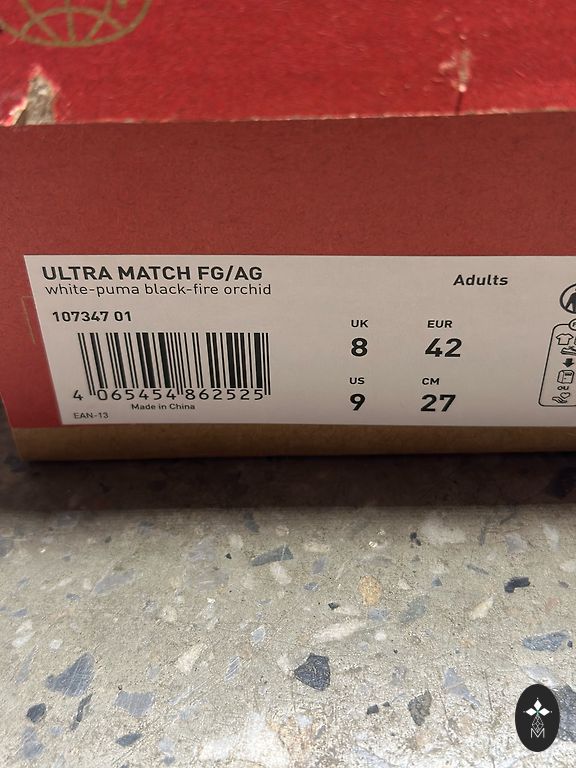 ULTRA MATCH FG/AG
white-puma black-fire orchid
Adults
107347 01
UK
8
EUR
42
US
9
CM
27
4 065454 862525
Made in China
EAN-13
OU
M